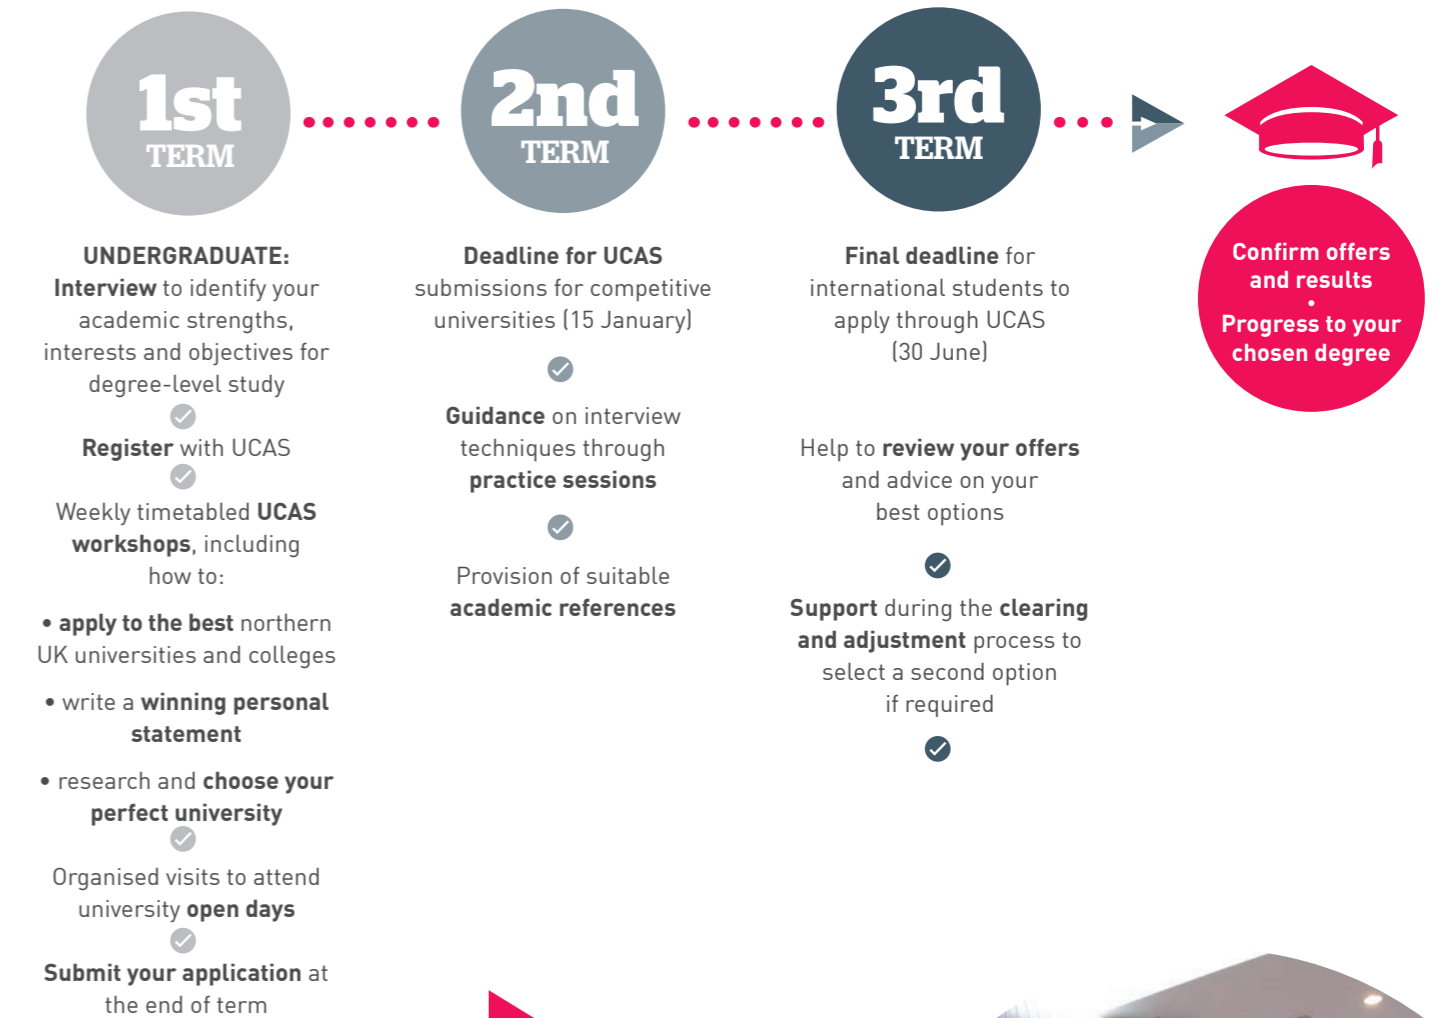 1st
TERM
UNDERGRADUATE:
Interview to identify your
academic strengths,
interests and objectives for
degree-level study
Register with UCAS
Weekly timetabled UCAS
workshops, including
how to:
• apply to the best northern
UK universities and colleges
• write a winning personal
statement
• research and choose your
perfect university
Organised visits to attend
university open days
Submit your application at
the end of term
2nd
TERM
Deadline for UCAS
submissions for competitive
universities (15 January)
Guidance on interview
techniques through
practice sessions
Provision of suitable
academic references
3rd
TERM
Final deadline for
international students to
apply through UCAS
(30 June)
Help to review your offers
and advice on your
best options
Support during the clearing
and adjustment process to
select a second option
if required
Confirm offers
and results
•
Progress to your
chosen degree